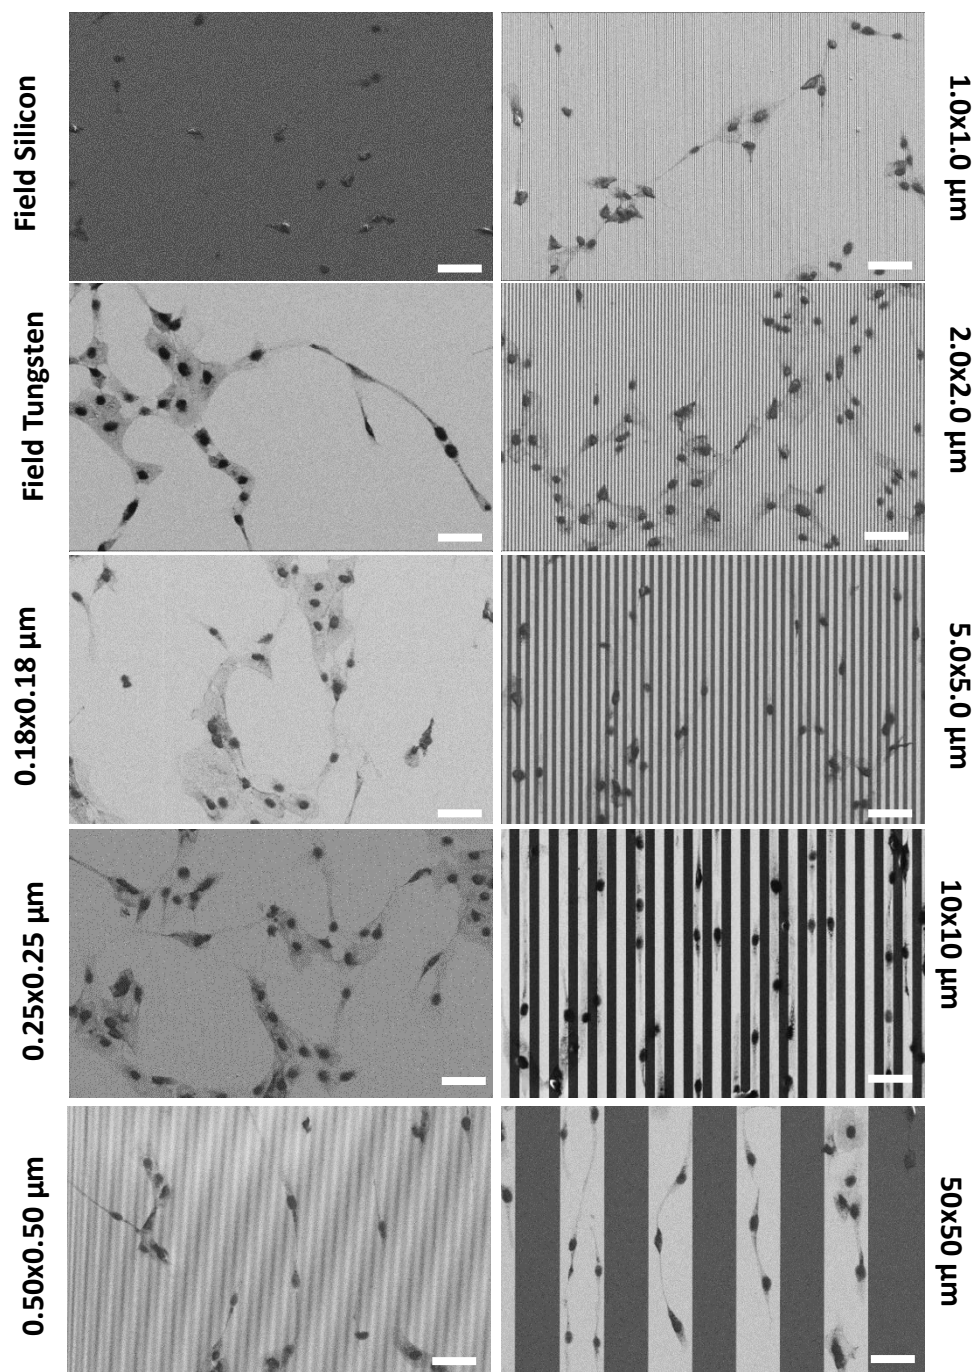 Field Silicon
1.0x1.0 µm
Field Tungsten
2.0x2.0 µm
0.18x0.18 µm
5.0x5.0 µm
0.25x0.25 µm
10x10 µm
0.50x0.50 µm
50x50 µm